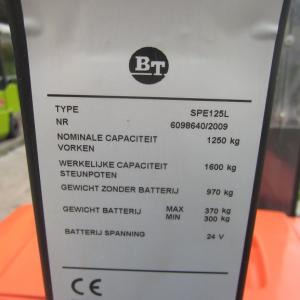 BT
TYPE SPE125L
NR 6098640/2009
NOMINALE CAPACITEIT 1250 kg
VORKEN
WERKELIJKE CAPACITEIT 1600 kg
STEUNPOTEN
GEWICHT ZONDER BATTERIJ 970 kg
GEWICHT BATTERIJ MAX 370 kg
MIN 300 kg
BATTERIJ SPANNING 24 V
CE